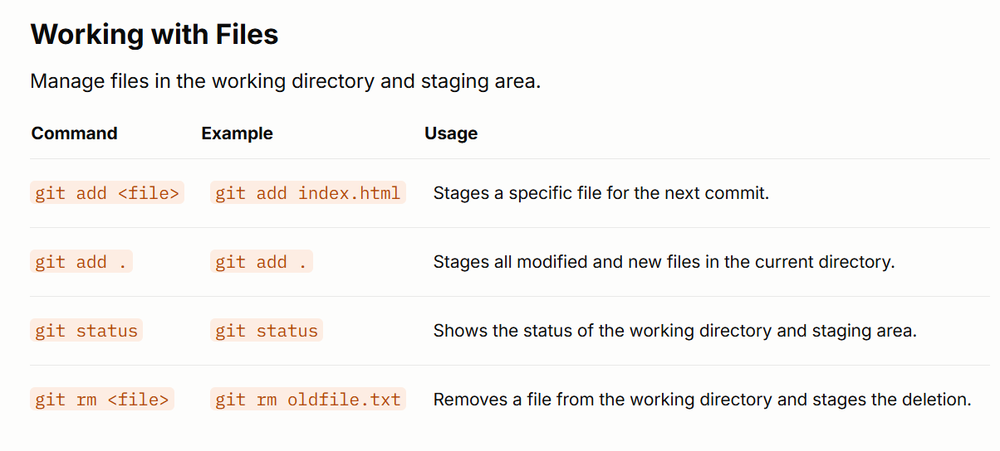 Working with Files
Manage files in the working directory and staging area.
Command Example Usage
git add <file> git add index.html Stages a specific file for the next commit.
git add . git add . Stages all modified and new files in the current directory.
git status git status Shows the status of the working directory and staging area.
git rm <file> git rm oldfile.txt Removes a file from the working directory and stages the deletion.